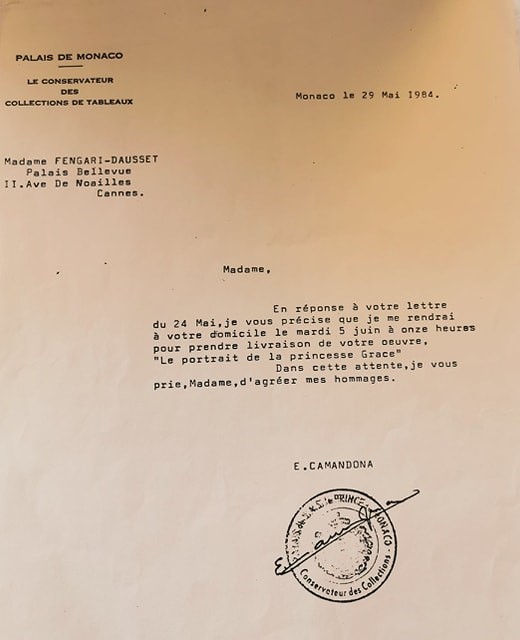 PALAIS DE MONACO
LE CONSERVATEUR
DES
COLLECTIONS DE TABLEAUX
Monaco le 29 Mai 1984.
Madame FENGARI-DAUSSET
Palais Bellevue
II.Ave De Noailles
Cannes.
Madame,
En réponse à votre lettre
du 24 Mai,je vous précise que je me rendrai
à votre domicile le mardi 5 juin à onze heures
pour prendre livraison de votre oeuvre,
"Le portrait de la princesse Grace"
Dans cette attente,je vous
prie,Madame,d'agréer mes hommages.
E.CAMANDONA
PRINCE MONACO
Conservateur des Collections